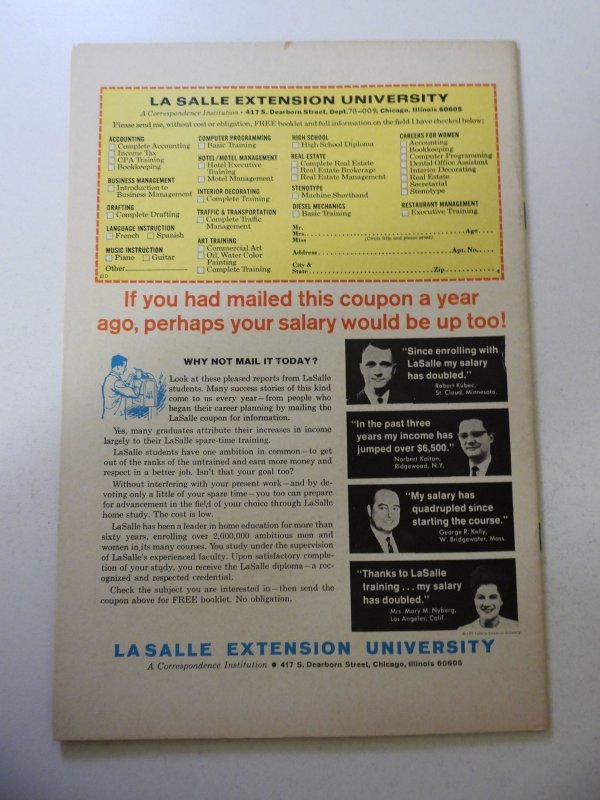 LA SALLE EXTENSION UNIVERSITY
A Correspondence Institution • 417 S. Dearborn Street, Dept. 78-009, Chicago, Illinois 60605
Please send me, without cost or obligation, FREE booklet and full information on the field I have checked below:
ACCOUNTING
Complete Accounting
Income Tax
CPA Training
Bookkeeping
BUSINESS MANAGEMENT
Introduction to
Business Management
DRAFTING
Complete Drafting
LANGUAGE INSTRUCTION
French Spanish
MUSIC INSTRUCTION
Piano Guitar
Other
COMPUTER PROGRAMMING
Basic Training
HOTEL/MOTEL MANAGEMENT
Hotel Executive
Training
Motel Management
INTERIOR DECORATING
Complete Training
TRAFFIC & TRANSPORTATION
Complete Traffic
Management
ART TRAINING
Commercial Art
Oil, Water Color
Painting
Complete Training
HIGH SCHOOL
High School Diploma
REAL ESTATE
Complete Real Estate
Real Estate Brokerage
Real Estate Management
STENOTYPE
Machine Shorthand
DIESEL MECHANICS
Basic Training
CAREERS FOR WOMEN
Accounting
Bookkeeping
Computer Programming
Dental Office Assistant
Interior Decorating
Real Estate
Secretarial
Stenotype
RESTAURANT MANAGEMENT
Executive Training
Mr.
Mrs. Age
Miss (Circle title and please print)
Address Apt. No.
City &
State Zip
If you had mailed this coupon a year
ago, perhaps your salary would be up too!
WHY NOT MAIL IT TODAY?
Look at these pleased reports from LaSalle
students. Many success stories of this kind
come to us every year—from people who
began their career planning by mailing the
LaSalle coupon for information.
Yes, many graduates attribute their increases in income
largely to their LaSalle spare-time training.
LaSalle students have one ambition in common—to get
out of the ranks of the untrained and earn more money and
respect in a better job. Isn't that your goal too?
Without interfering with your present work—and by de-
voting only a little of your spare time—you too can prepare
for advancement in the field of your choice through LaSalle
home study. The cost is low.
LaSalle has been a leader in home education for more than
sixty years, enrolling over 2,000,000 ambitious men and
women in its many courses. You study under the supervision
of LaSalle's experienced faculty. Upon satisfactory comple-
tion of your study, you receive the LaSalle diploma—a rec-
ognized and respected credential.
Check the subject you are interested in—then send the
coupon above for FREE booklet. No obligation.
"Since enrolling with
LaSalle my salary
has doubled."
Robert Kubec,
St. Cloud, Minnesota.
"In the past three
years my income has
jumped over $6,500."
Norbert Kaiton,
Ridgewood, N.Y.
"My salary has
quadrupled since
starting the course."
George R. Kelly,
W. Bridgewater, Mass.
"Thanks to LaSalle
training . . . my salary
has doubled."
Mrs. Mary M. Nyberg,
Los Angeles, Calif.
LA SALLE EXTENSION UNIVERSITY
A Correspondence Institution • 417 S. Dearborn Street, Chicago, Illinois 60605